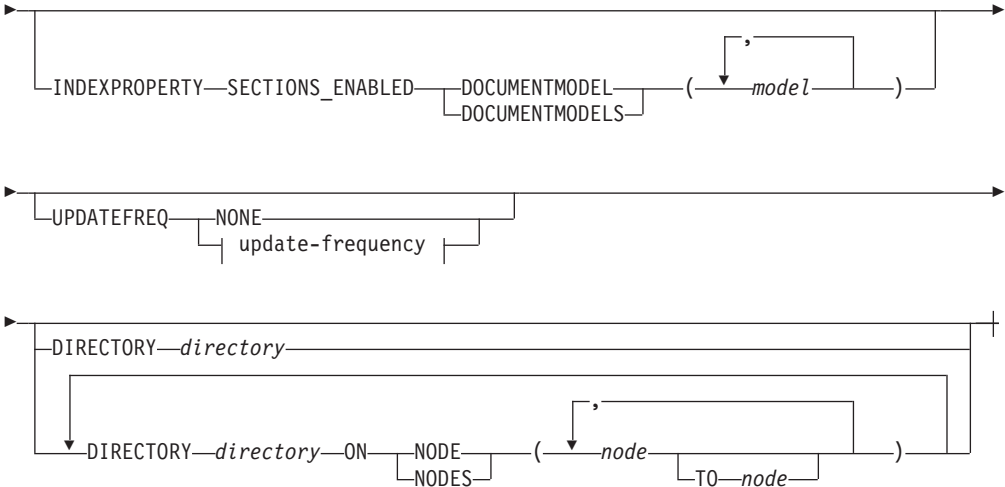 ,
INDEXPROPERTY SECTIONS_ENABLED DOCUMENTMODEL ( model )
DOCUMENTMODELS
UPDATEFREQ NONE
update-frequency
DIRECTORY directory
,
DIRECTORY directory ON NODE ( node )
NODES TO node